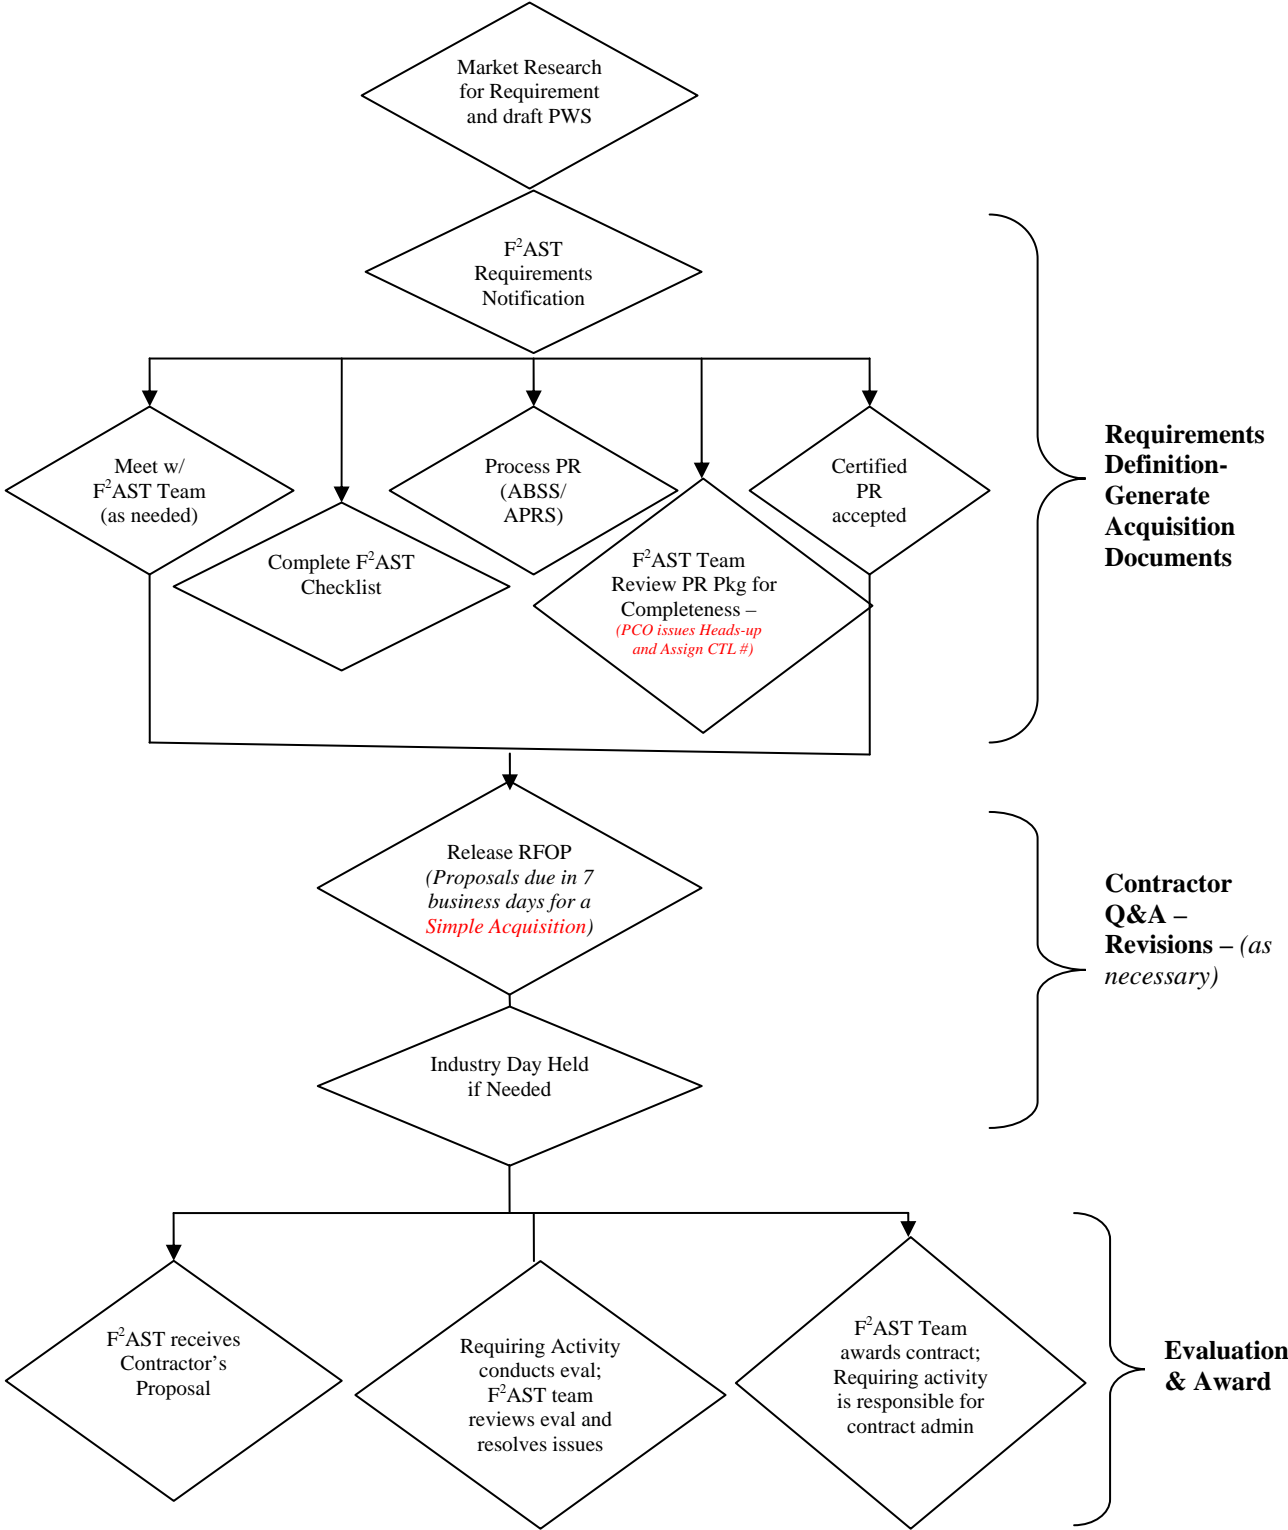 Market Research
for Requirement
and draft PWS
F²AST
Requirements
Notification
Meet w/
F²AST Team
(as needed)
Complete F²AST
Checklist
Process PR
(ABSS/
APRS)
F²AST Team
Review PR Pkg for
Completeness –
(PCO issues Heads-up
and Assign CTL #)
Certified
PR
accepted
Requirements
Definition-
Generate
Acquisition
Documents
Release RFOP
(Proposals due in 7
business days for a
Simple Acquisition)
Industry Day Held
if Needed
Contractor
Q&A –
Revisions – (as
necessary)
F²AST receives
Contractor’s
Proposal
Requiring Activity
conducts eval;
F²AST team
reviews eval and
resolves issues
F²AST Team
awards contract;
Requiring activity
is responsible for
contract admin
Evaluation
& Award